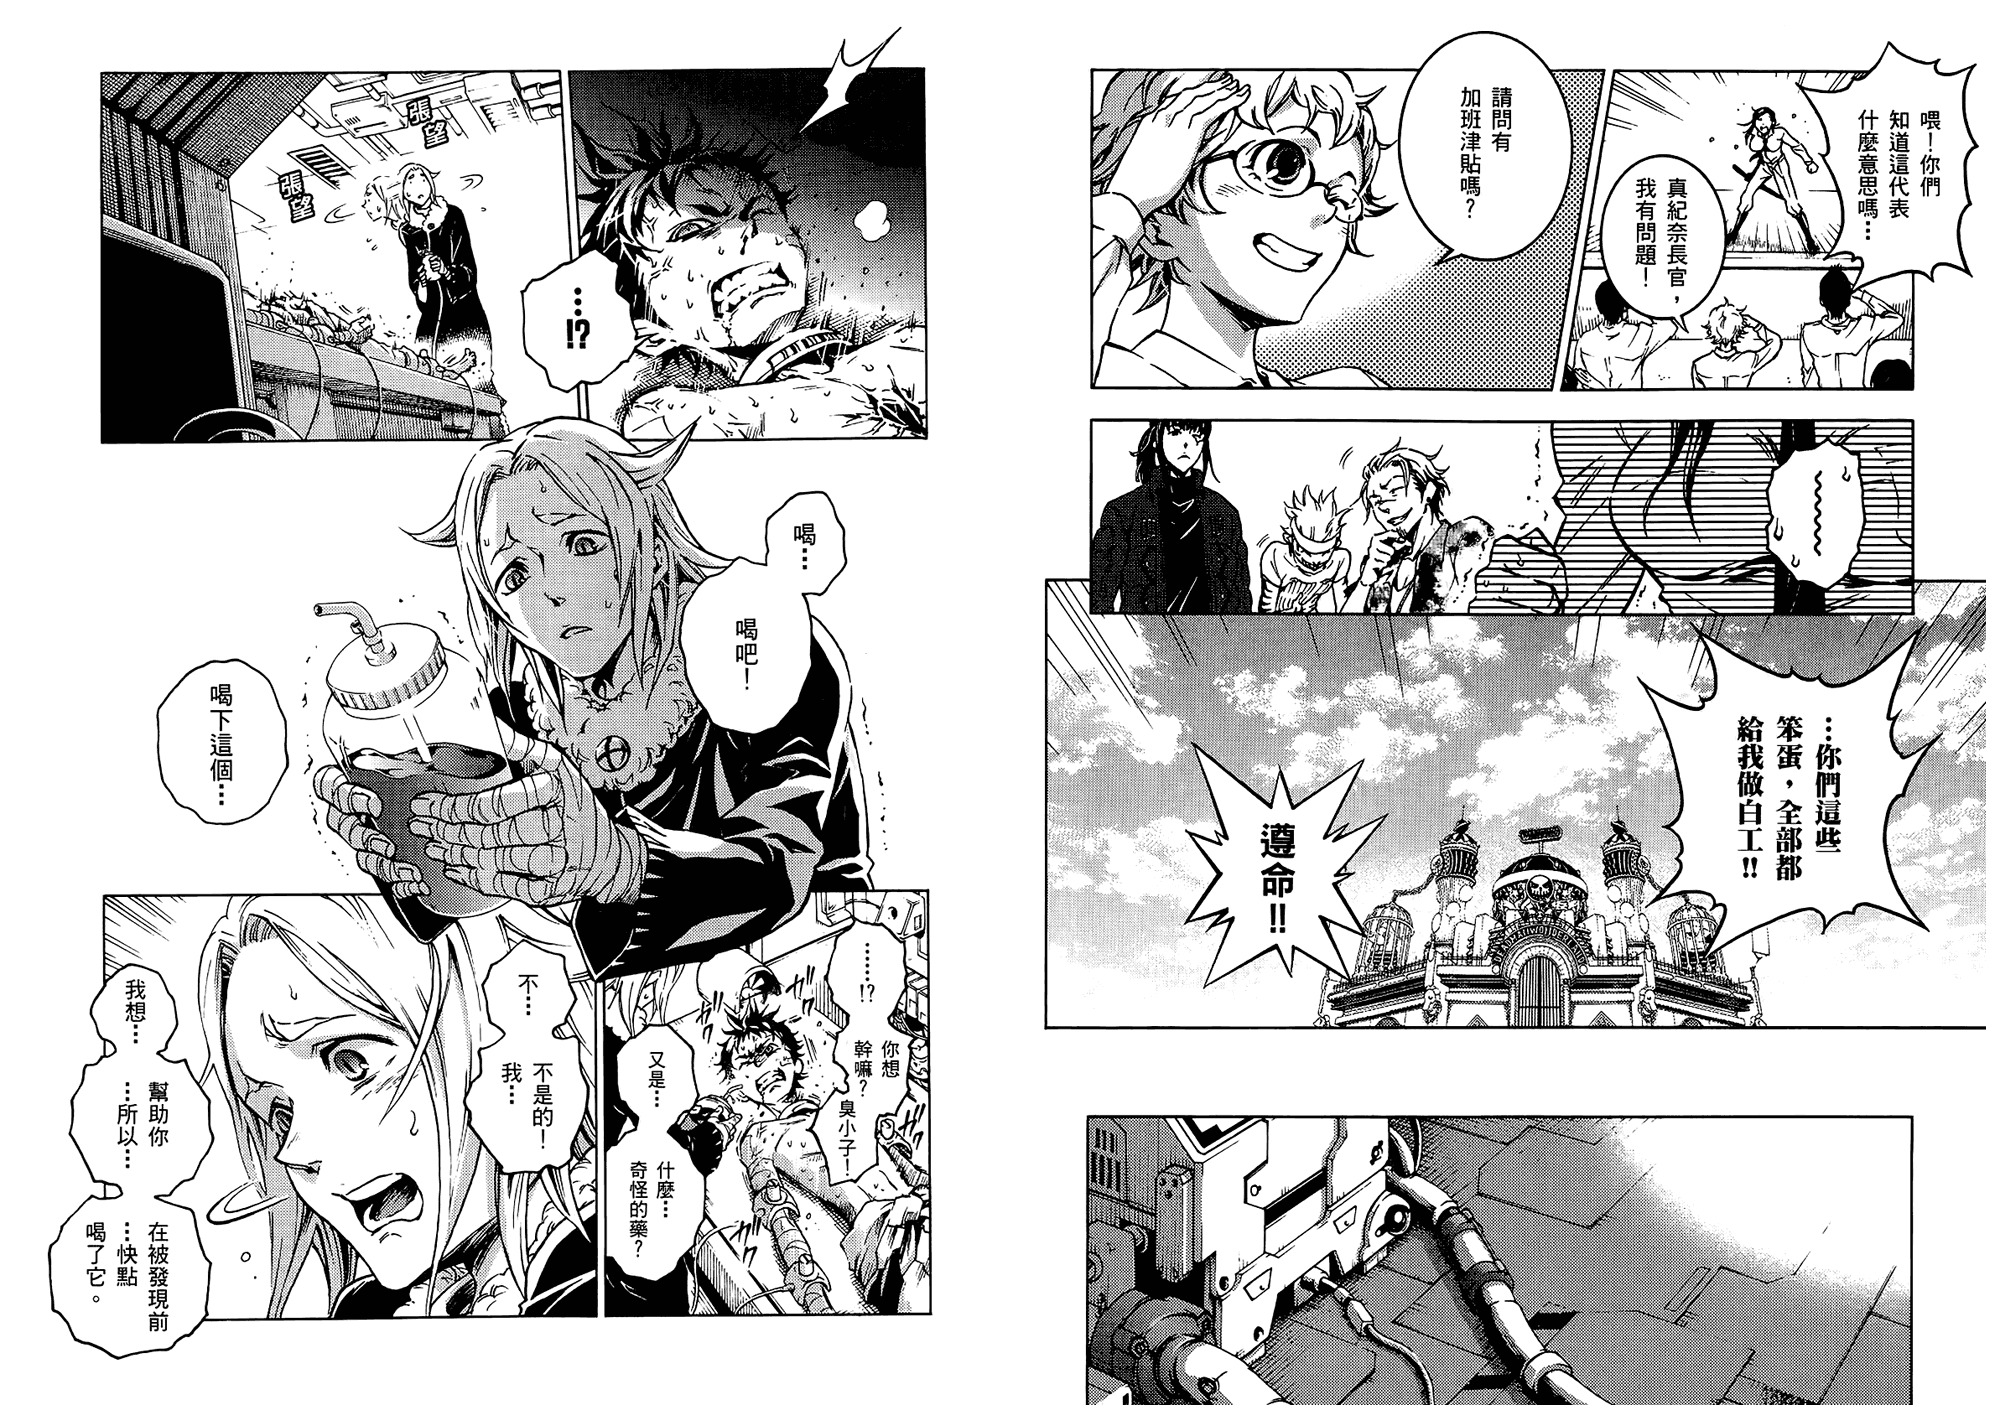 喂！你們
知道這代表
什麼意思嗎…
真紀奈長官，
我有問題！
請問有
加班津貼嗎？
…你們這些
笨蛋，全部都
給我做白工!!
遵命!!
…!?
張望
張望
喝…
喝吧！
喝下這個…
……!?
你想
幹嘛？
臭小子！
又是…
什麼…
奇怪的藥？
不…
不是的！
我…
我想…
幫助你
…所以…
在被發現前
…快點
喝了它。